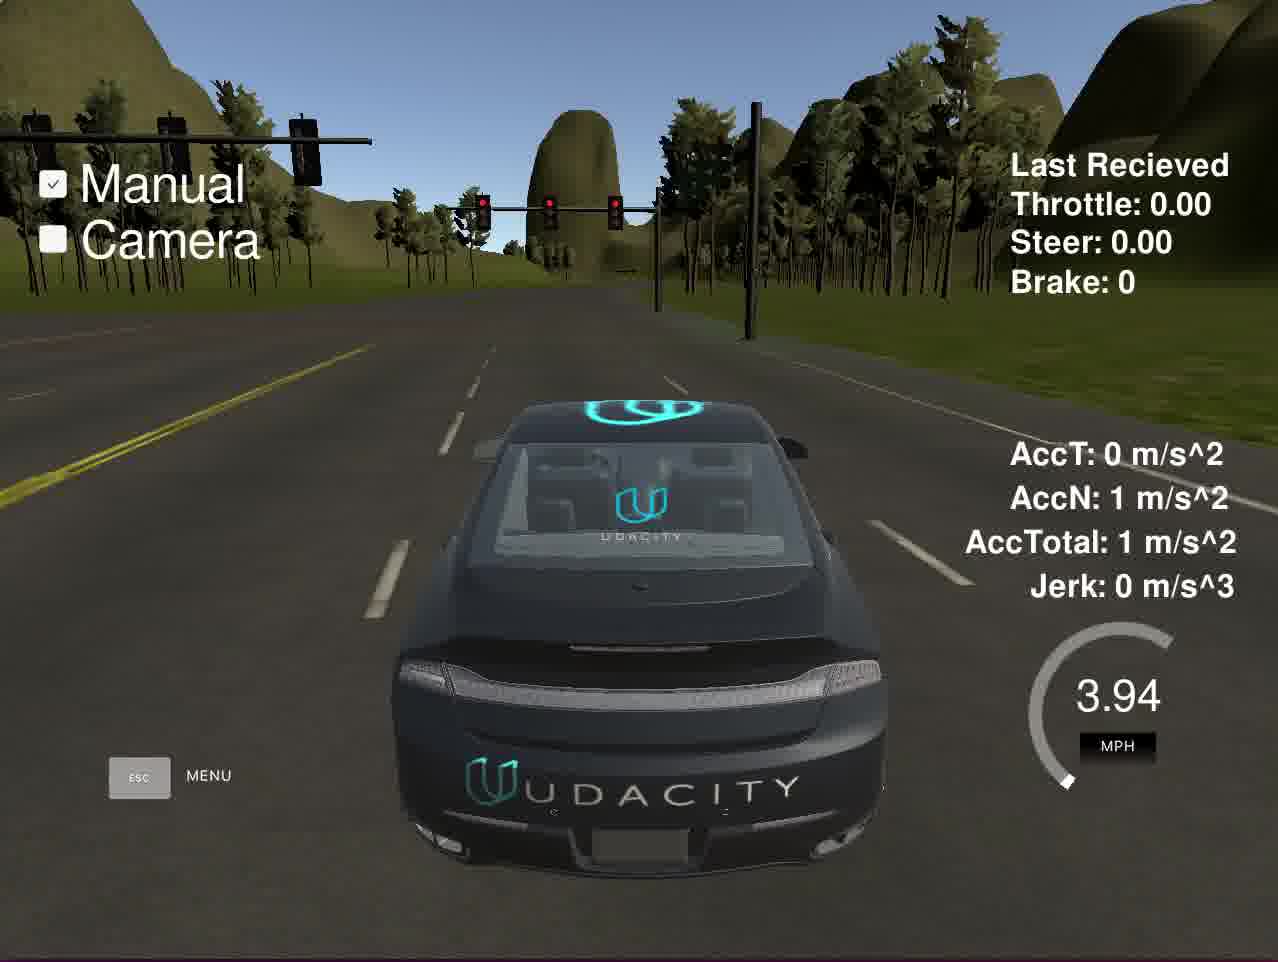 Manual
Camera
Last Recieved
Throttle: 0.00
Steer: 0.00
Brake: 0
AccT: 0 m/s^2
AccN: 1 m/s^2
AccTotal: 1 m/s^2
Jerk: 0 m/s^3
UDACITY
3.94
MPH
ESC MENU
UDACITY